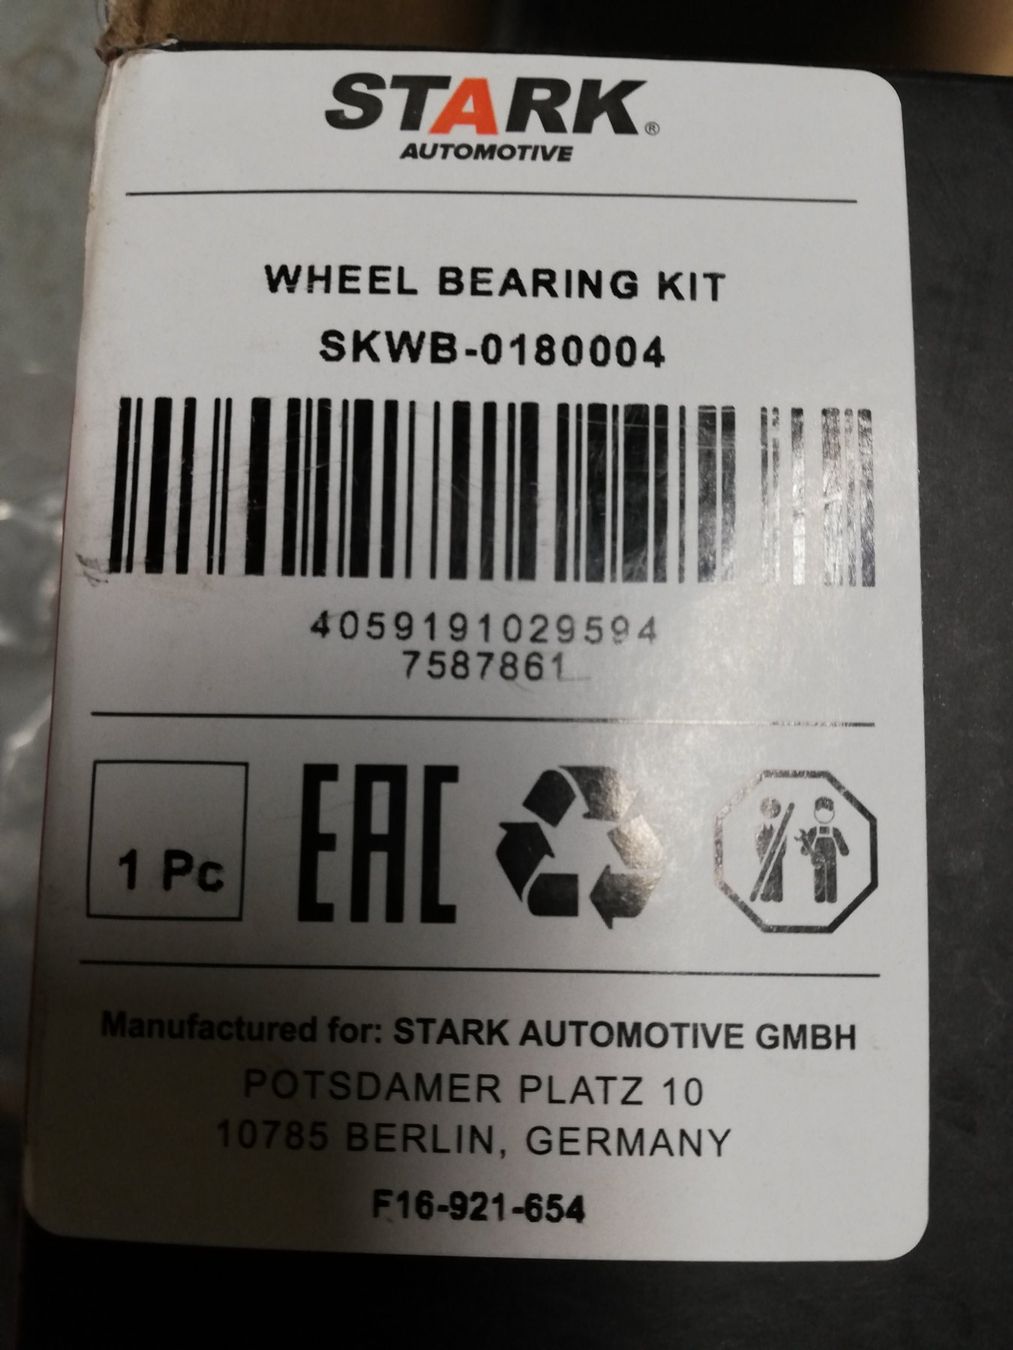 STARK®
AUTOMOTIVE
WHEEL BEARING KIT
SKWB-0180004
4059191029594
7587861
1 Pc
EAC
Manufactured for: STARK AUTOMOTIVE GMBH
POTSDAMER PLATZ 10
10785 BERLIN, GERMANY
F16-921-654